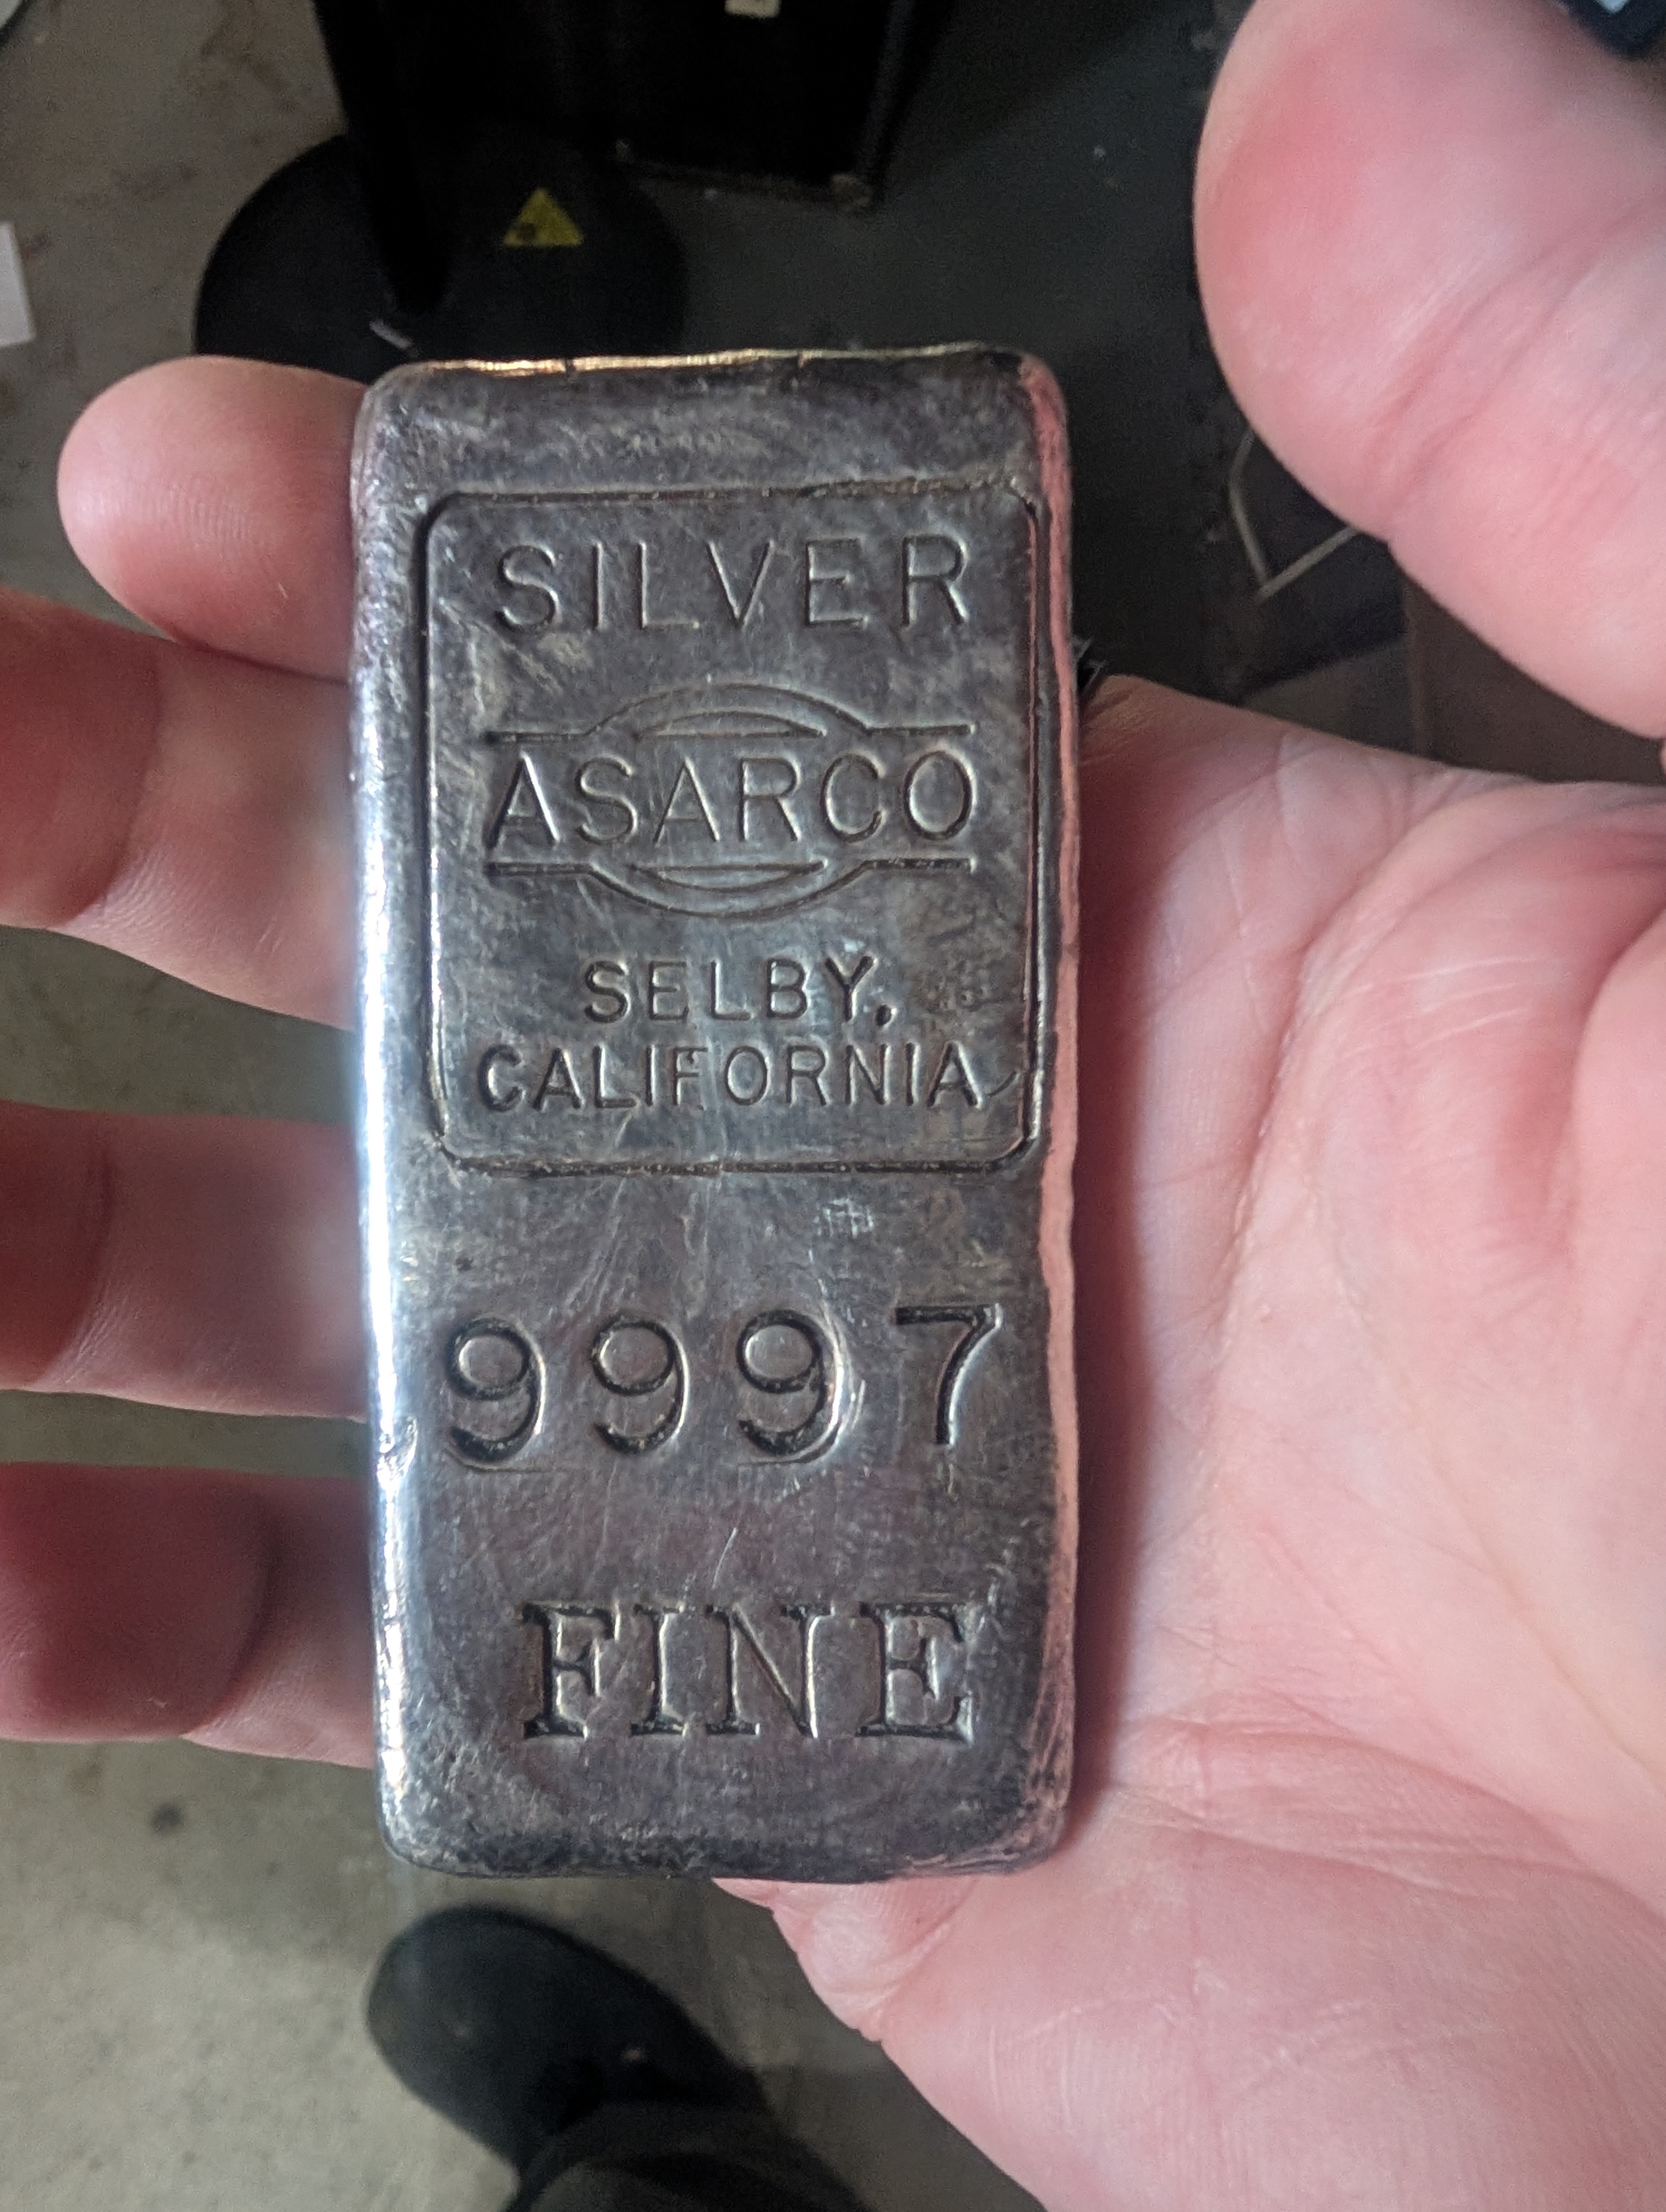 SILVER
ASARCO
SELBY,
CALIFORNIA
9997
FINE